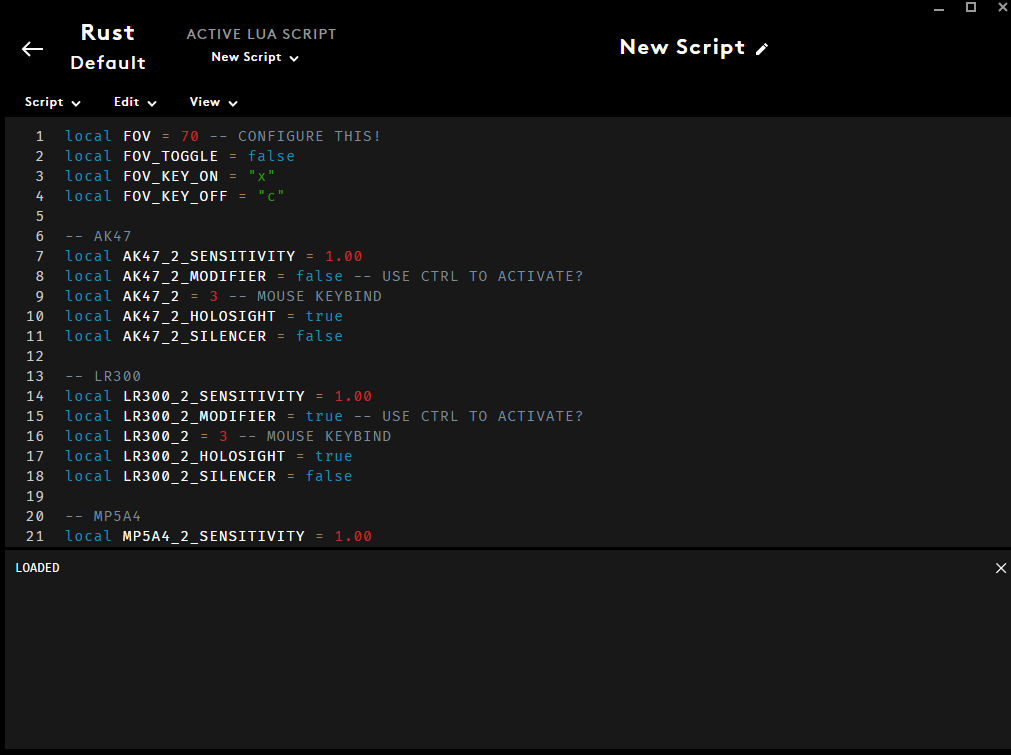 Rust
Default
ACTIVE LUA SCRIPT
New Script
New Script
Script Edit View
1 local FOV = 70 -- CONFIGURE THIS!
2 local FOV_TOGGLE = false
3 local FOV_KEY_ON = "x"
4 local FOV_KEY_OFF = "c"
5
6 -- AK47
7 local AK47_2_SENSITIVITY = 1.00
8 local AK47_2_MODIFIER = false -- USE CTRL TO ACTIVATE?
9 local AK47_2 = 3 -- MOUSE KEYBIND
10 local AK47_2_HOLOSIGHT = true
11 local AK47_2_SILENCER = false
12
13 -- LR300
14 local LR300_2_SENSITIVITY = 1.00
15 local LR300_2_MODIFIER = true -- USE CTRL TO ACTIVATE?
16 local LR300_2 = 3 -- MOUSE KEYBIND
17 local LR300_2_HOLOSIGHT = true
18 local LR300_2_SILENCER = false
19
20 -- MP5A4
21 local MP5A4_2_SENSITIVITY = 1.00
LOADED